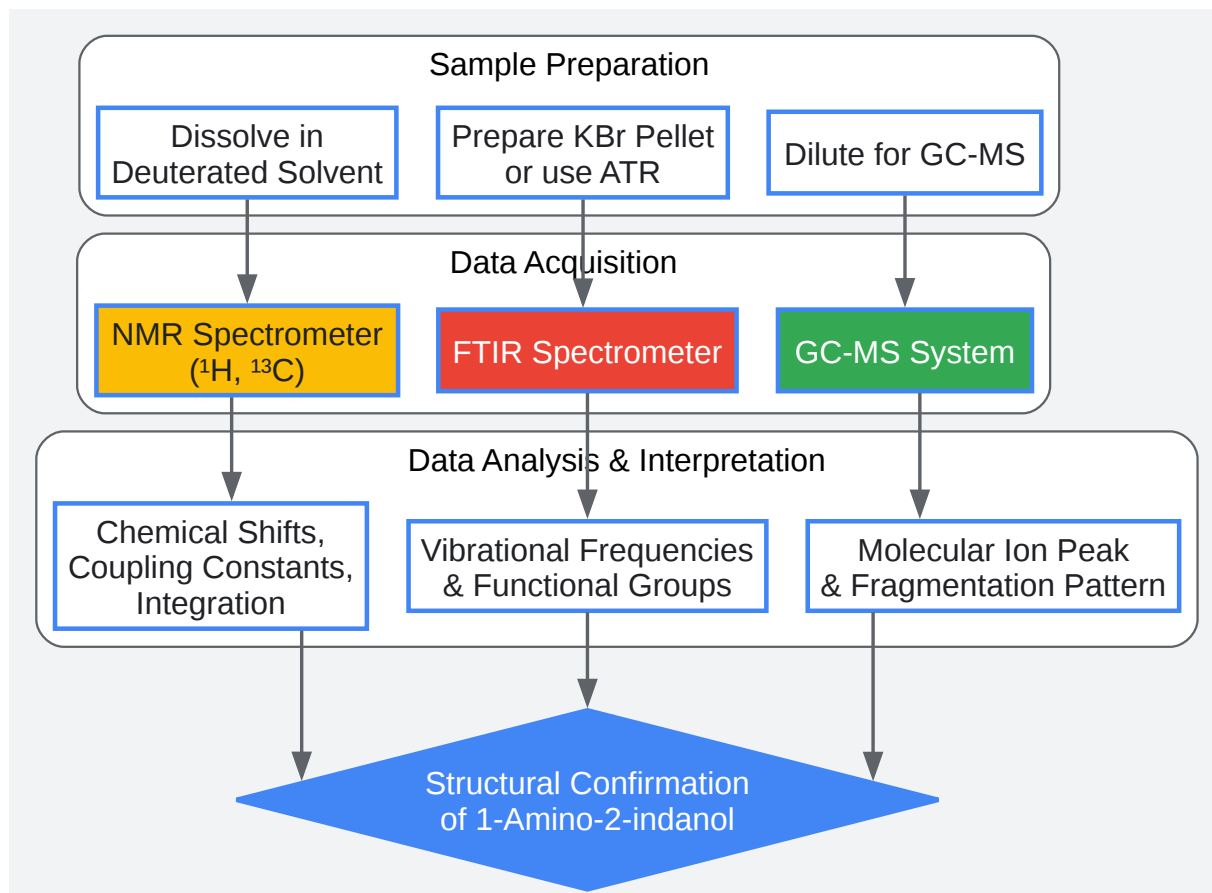 Sample Preparation
Dissolve in
Deuterated Solvent
Prepare KBr Pellet
or use ATR
Dilute for GC-MS
Data Acquisition
NMR Spectrometer
(¹H, ¹³C)
FTIR Spectrometer
GC-MS System
Data Analysis & Interpretation
Chemical Shifts,
Coupling Constants,
Integration
Vibrational Frequencies
& Functional Groups
Molecular Ion Peak
& Fragmentation Pattern
Structural Confirmation
of 1-Amino-2-indanol